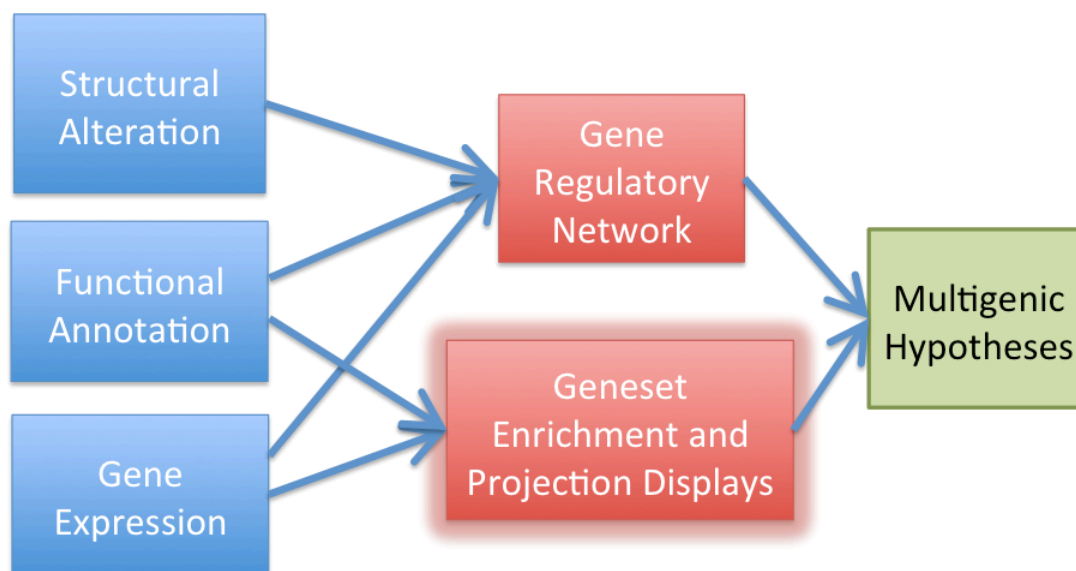 Structural
Alteration
Functional
Annotation
Gene
Expression
Gene
Regulatory
Network
Geneset
Enrichment and
Projection Displays
Multigenic
Hypotheses